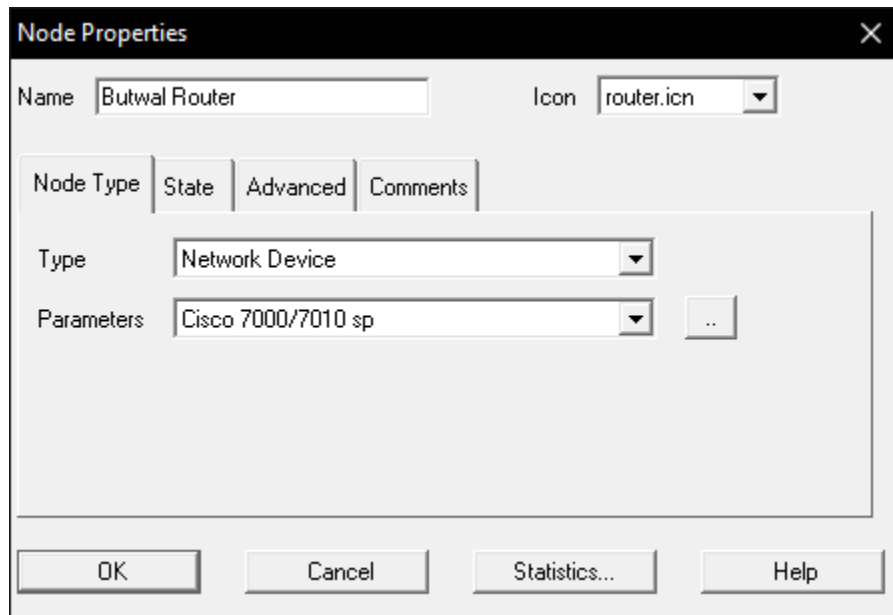 Node Properties
Name Butwal Router Icon router.icn
Node Type State Advanced Comments
Type Network Device
Parameters Cisco 7000/7010 sp ..
OK Cancel Statistics... Help